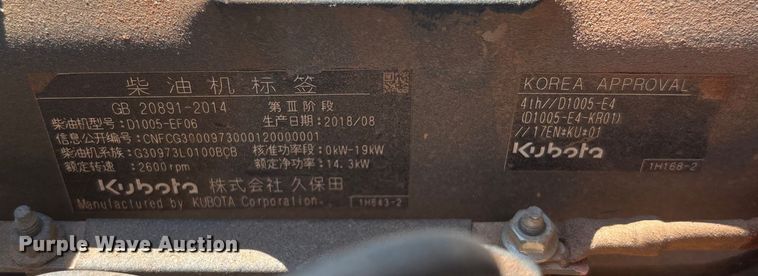 柴油机标签
GB 20891-2014 第Ⅲ阶段
柴油机型号: D1005-EF06 生产日期: 2018/08
信息公开编号: CNFCG3000973000120000001
柴油机系族: G30973L0100BCB 核准功率段: 0kW-19kW
额定转速: 2600rpm 额定净功率: 14.3kW
Kubota 株式会社 久保田
Manufactured by KUBOTA Corporation. 1H643-2
KOREA APPROVAL
4th//D1005-E4
(D1005-E4-KR01)
//17EN*KU*01
Kubota
1H168-2
Purple Wave Auction
Purple Wave Auction